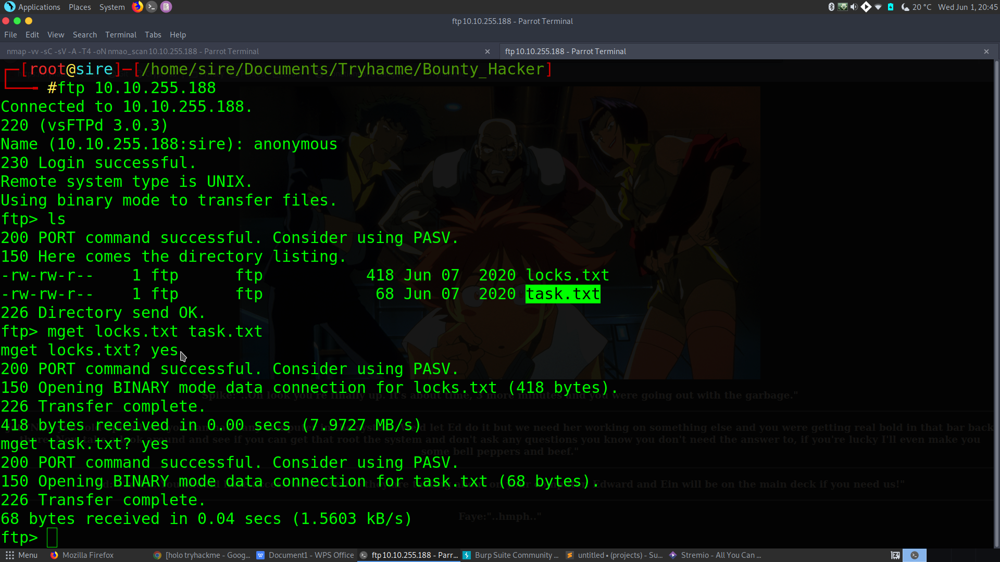 Applications Places System 20 °C Wed Jun 1, 20:45
ftp 10.10.255.188 - Parrot Terminal
File Edit View Search Terminal Tabs Help
nmap -vv -sC -sV -A -T4 -oN nmao_scan 10.10.255.188 - Parrot Terminal × ftp 10.10.255.188 - Parrot Terminal ×
[root@sire]─[/home/sire/Documents/Tryhacme/Bounty_Hacker]
#ftp 10.10.255.188
Connected to 10.10.255.188.
220 (vsFTPd 3.0.3)
Name (10.10.255.188:sire): anonymous
230 Login successful.
Remote system type is UNIX.
Using binary mode to transfer files.
ftp> ls
200 PORT command successful. Consider using PASV.
150 Here comes the directory listing.
-rw-rw-r-- 1 ftp ftp 418 Jun 07 2020 locks.txt
-rw-rw-r-- 1 ftp ftp 68 Jun 07 2020 task.txt
226 Directory send OK.
ftp> mget locks.txt task.txt
mget locks.txt? yes
200 PORT command successful. Consider using PASV.
150 Opening BINARY mode data connection for locks.txt (418 bytes).
Spike:"..Oh look you're finally up. It's about time, 3 more minutes and you were going out with the garbage."
226 Transfer complete.
418 bytes received in 0.00 secs (7.9727 MB/s)
let Ed do it but we need her working on something else and you were getting real bold in that bar back
mget task.txt? yes
and see if you can get that root the system and don't ask any questions you know you don't need the answer to, if you're lucky I'll even make you
some bell peppers and beef."
200 PORT command successful. Consider using PASV.
150 Opening BINARY mode data connection for task.txt (68 bytes).
Edward and Ein will be on the main deck if you need us!"
226 Transfer complete.
68 bytes received in 0.04 secs (1.5603 kB/s)
Faye:"..hmph.."
ftp>
Menu Mozilla Firefox [holo tryhackme - Goog... Document1 - WPS Office ftp 10.10.255.188 - Parr... Burp Suite Community ... untitled • (projects) - Su... Stremio - All You Can ...